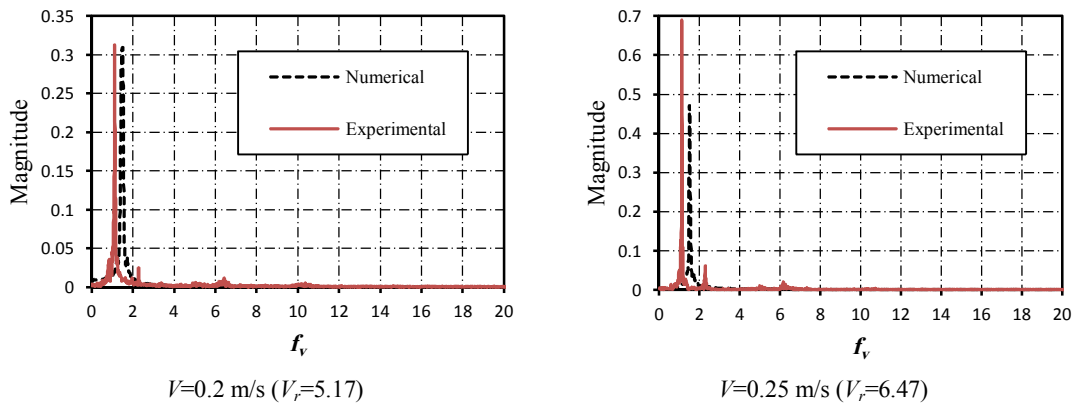 0.35
0.3
0.25
0.2
0.15
0.1
0.05
0
Magnitude
Numerical
Experimental
0 2 4 6 8 10 12 14 16 18 20
f_v
V=0.2 m/s (V_r=5.17)
0.7
0.6
0.5
0.4
0.3
0.2
0.1
0
Magnitude
Numerical
Experimental
0 2 4 6 8 10 12 14 16 18 20
f_v
V=0.25 m/s (V_r=6.47)